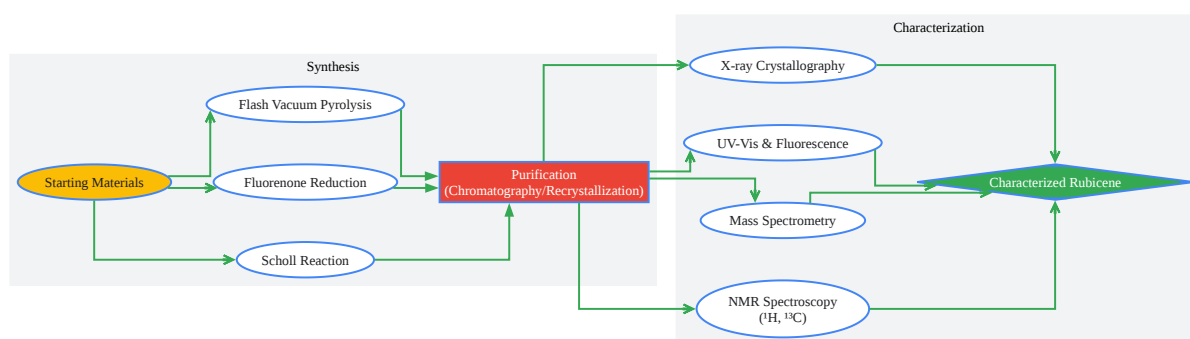 Synthesis
Starting Materials
Flash Vacuum Pyrolysis
Fluorenone Reduction
Scholl Reaction
Purification
(Chromatography/Recrystallization)
Characterization
X-ray Crystallography
UV-Vis & Fluorescence
Mass Spectrometry
NMR Spectroscopy
(¹H, ¹³C)
Characterized Rubicene